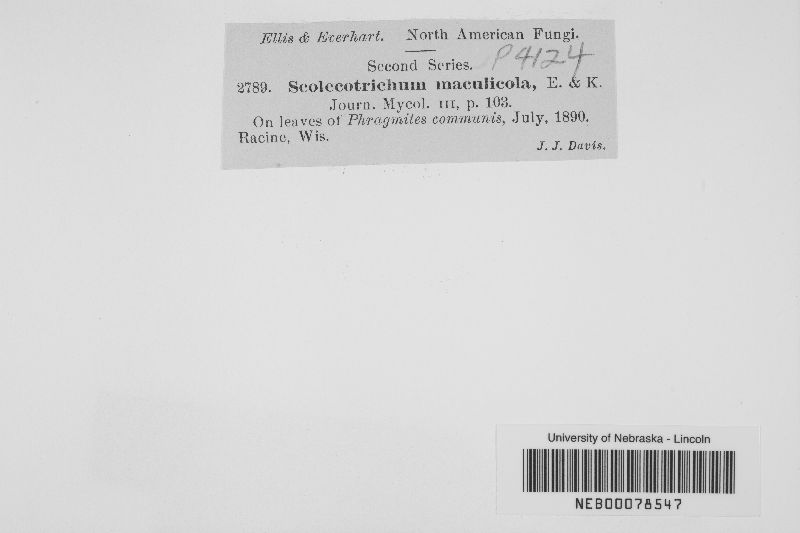 Ellis & Everhart. North American Fungi.
Second Series. P4124
2789. Scolecotrichum maculicola, E. & K.
Journ. Mycol. III, p. 103.
On leaves of Phragmites communis, July, 1890.
Racine, Wis.
J. J. Davis.
University of Nebraska - Lincoln
NEB00078547